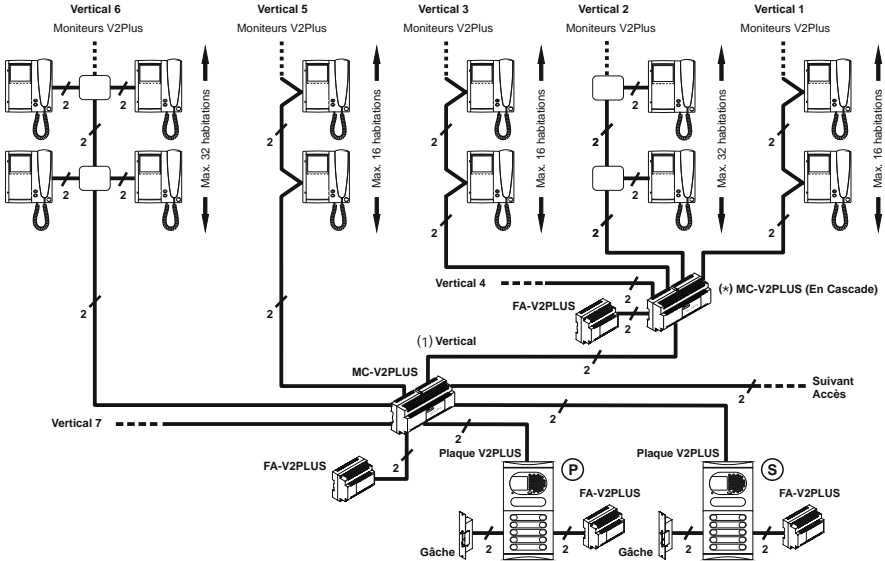 Vertical 6
Moniteurs V2Plus
Vertical 5
Moniteurs V2Plus
Vertical 3
Moniteurs V2Plus
Vertical 2
Moniteurs V2Plus
Vertical 1
Moniteurs V2Plus
2
2
2
2
2
2
Max. 32 habitations
2
2
Max. 16 habitations
2
2
Max. 16 habitations
2
2
2
2
Max. 32 habitations
2
2
Max. 16 habitations
2
2
Vertical 4
2
FA-V2PLUS
2
(*) MC-V2PLUS (En Cascade)
(1) Vertical
2
MC-V2PLUS
2
Suivant
Accès
Vertical 7
2
2
2
FA-V2PLUS
Plaque V2PLUS
P
FA-V2PLUS
Gâche
2
2
Plaque V2PLUS
S
FA-V2PLUS
Gâche
2
2